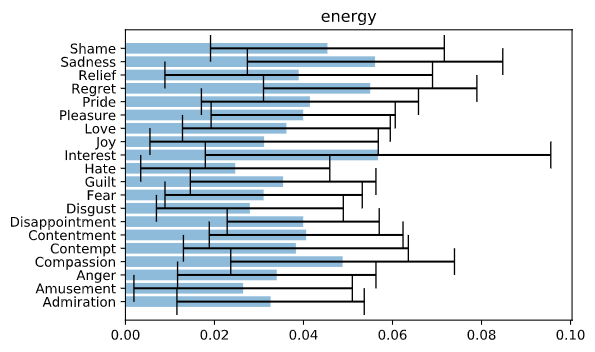 energy
Shame
Sadness
Relief
Regret
Pride
Pleasure
Love
Joy
Interest
Hate
Guilt
Fear
Disgust
Disappointment
Contentment
Contempt
Compassion
Anger
Amusement
Admiration
0.00 0.02 0.04 0.06 0.08 0.10